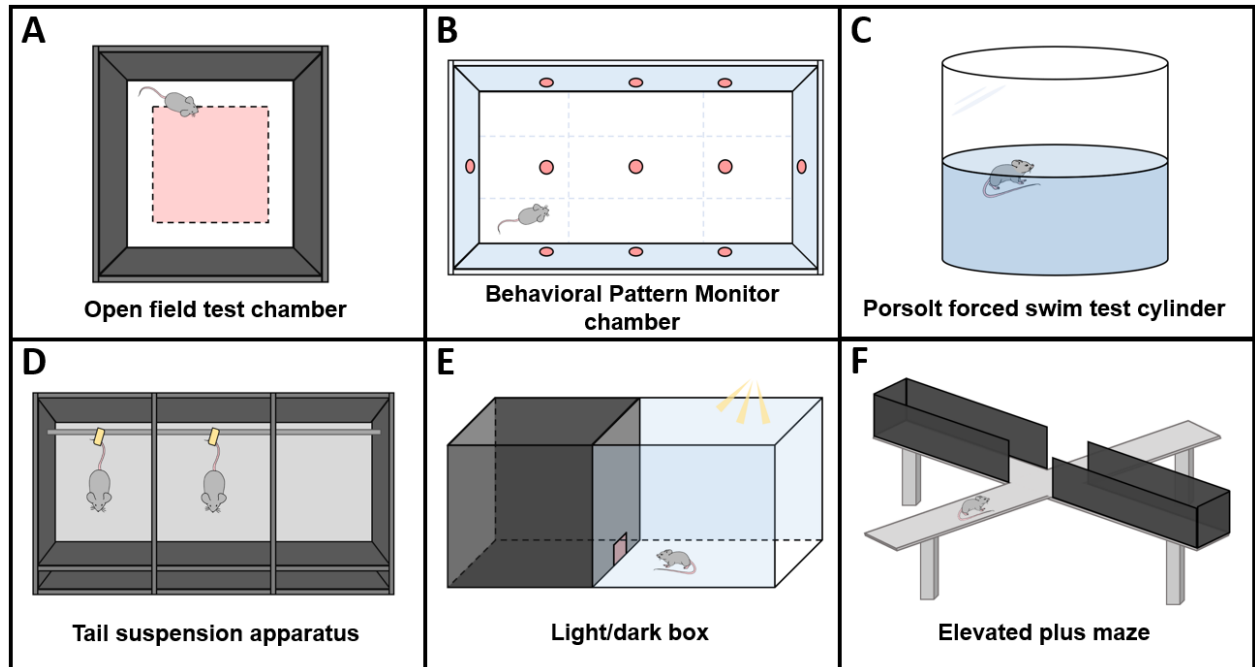 A
Open field test chamber
B
Behavioral Pattern Monitor
chamber
C
Porsolt forced swim test cylinder
D
Tail suspension apparatus
E
Light/dark box
F
Elevated plus maze